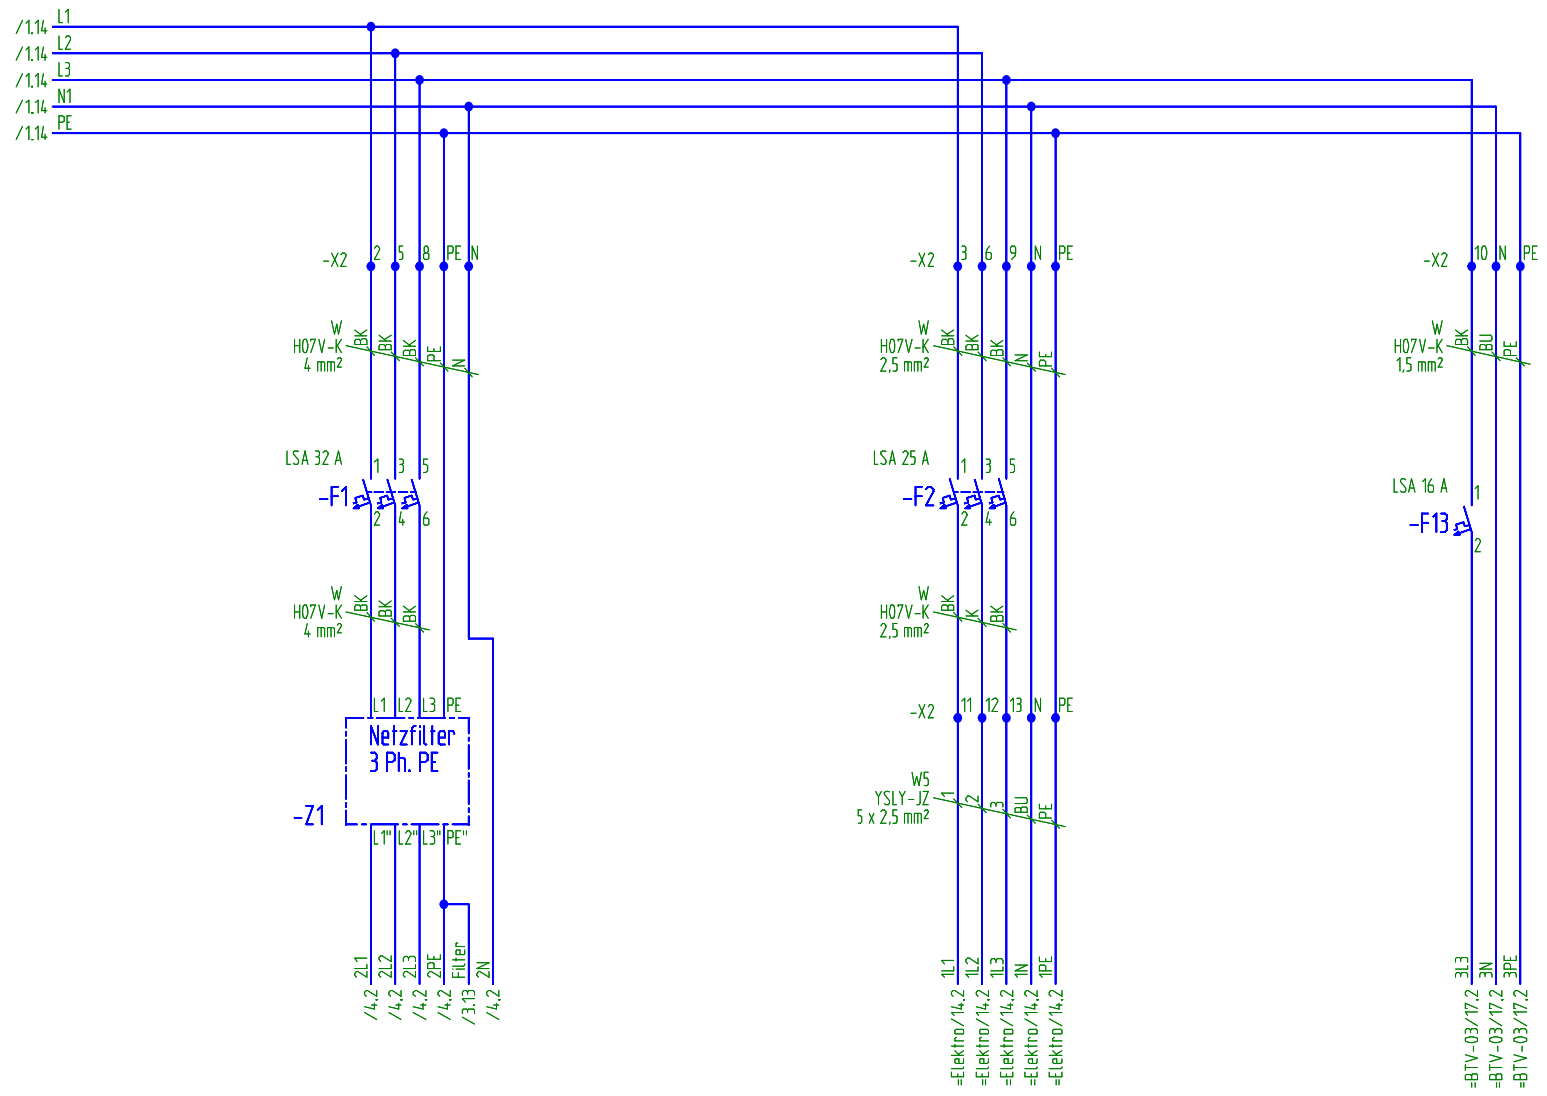 /1.14 L1
/1.14 L2
/1.14 L3
/1.14 N1
/1.14 PE
-X2 2 5 8 PE N
-X2 3 6 9 N PE
-X2 10 N PE
W
H07V-K
4 mm²
BK BK BK PE N
W
H07V-K
2,5 mm²
BK BK BK N PE
W
H07V-K
1,5 mm²
BK BU PE
LSA 32 A
-F1
1 3 5
2 4 6
LSA 25 A
-F2
1 3 5
2 4 6
LSA 16 A
-F13
1
2
W
H07V-K
4 mm²
BK BK BK
W
H07V-K
2,5 mm²
BK K BK
L1 L2 L3 PE
Netzfilter
3 Ph. PE
-Z1
L1" L2" L3" PE"
-X2 11 12 13 N PE
W5
YSLY-JZ
5 x 2,5 mm²
1 2 3 BU PE
2L1 2L2 2L3 2PE Filter 2N
/4.2 /4.2 /4.2 /4.2 /3.13 /4.2
1L1 1L2 1L3 1N 1PE
=Elektro/14.2 =Elektro/14.2 =Elektro/14.2 =Elektro/14.2 =Elektro/14.2
3L3 3N 3PE
=BTV-03/17.2 =BTV-03/17.2 =BTV-03/17.2